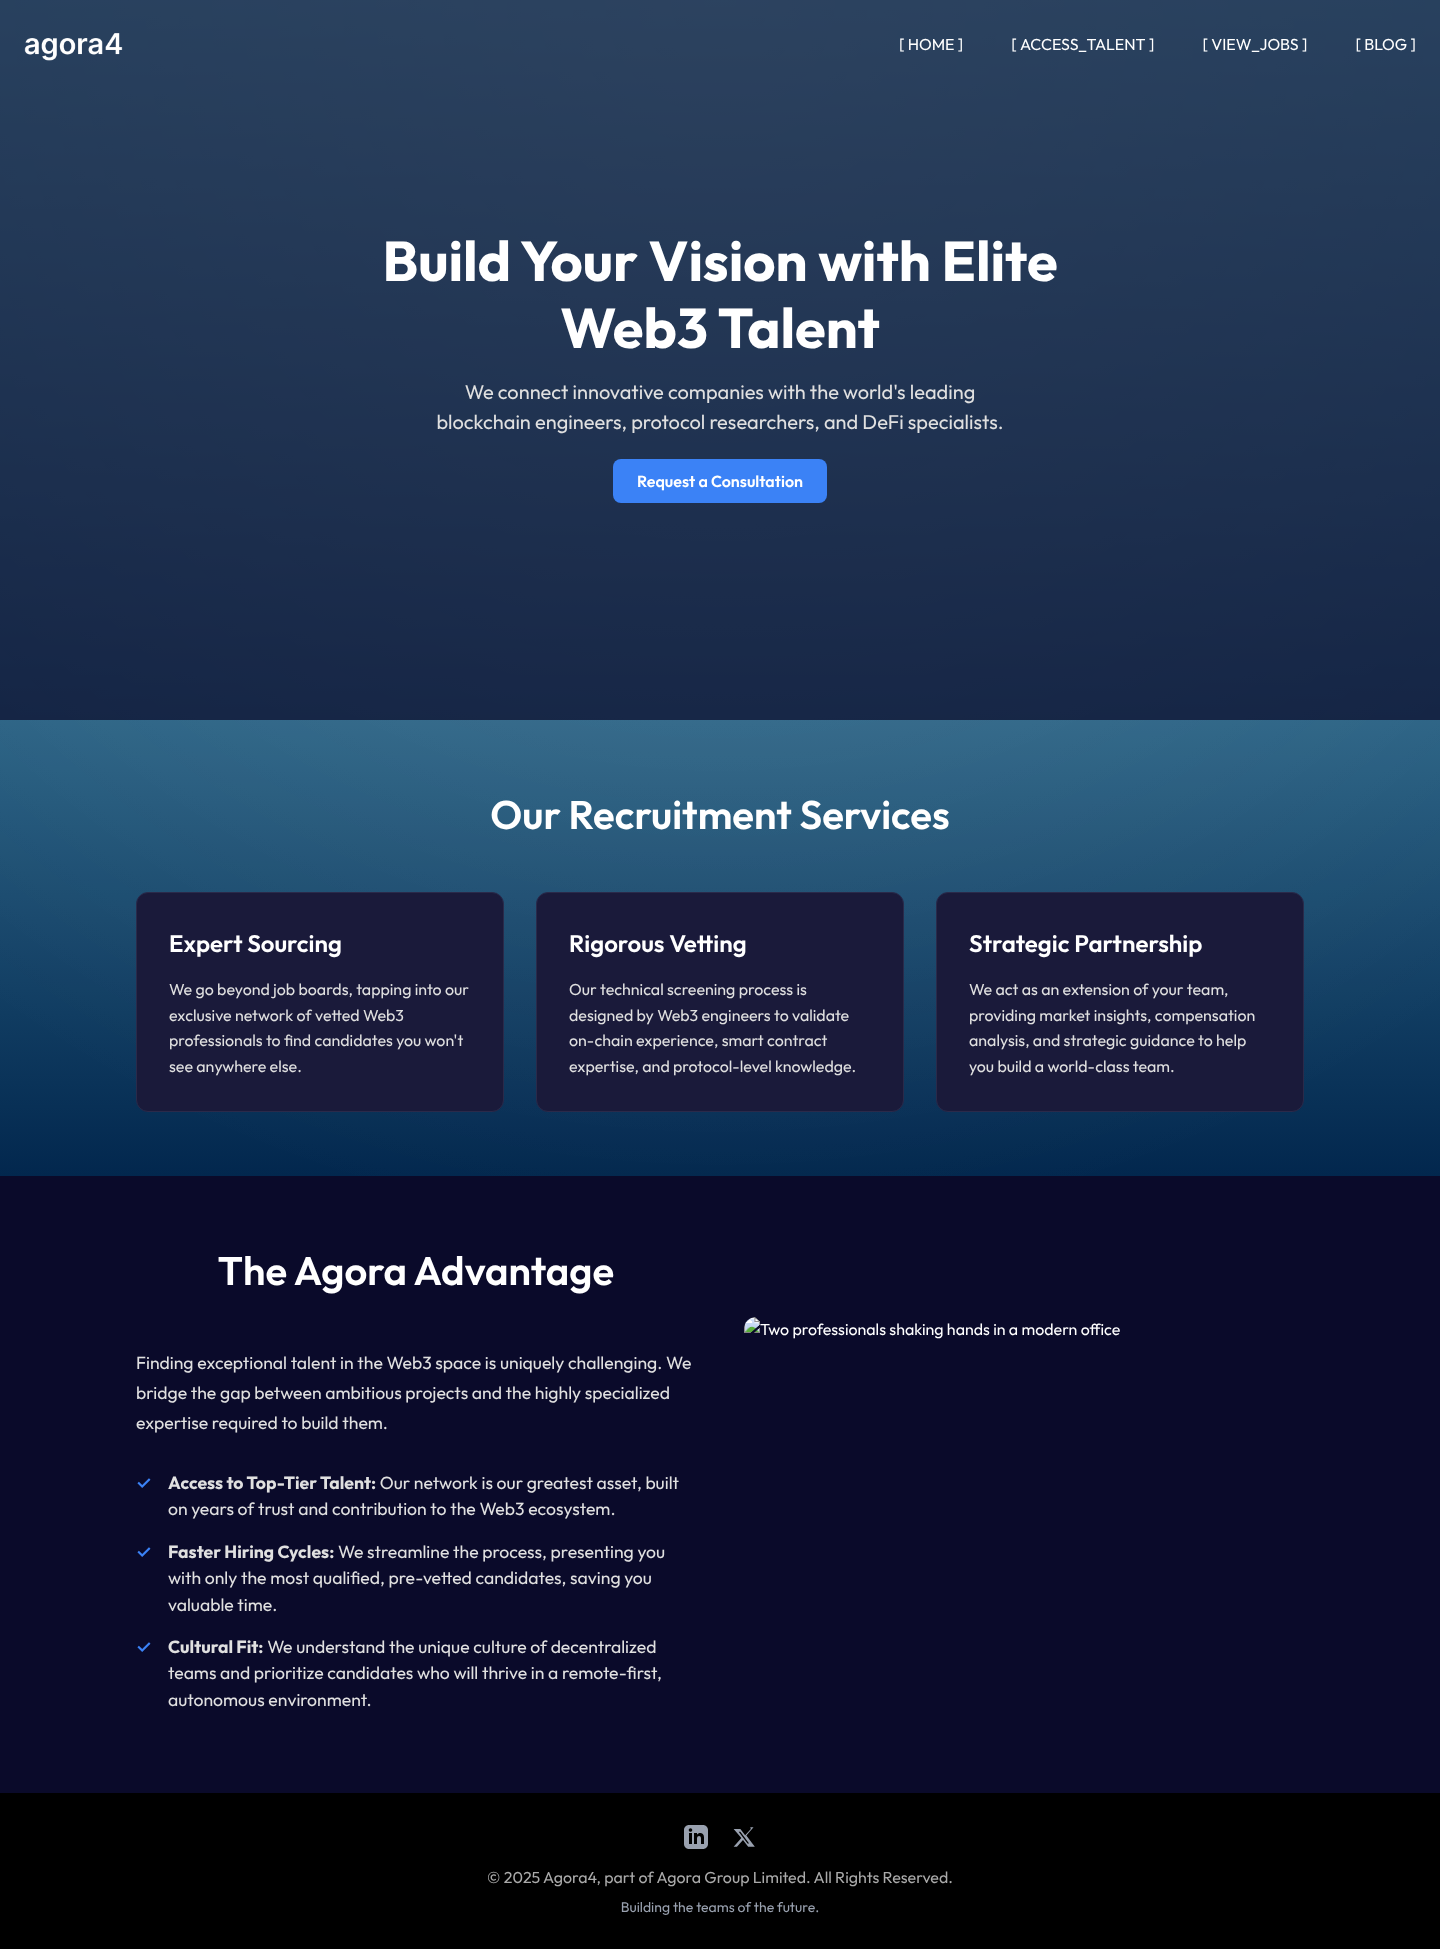 agora4
[ HOME ]
[ ACCESS_TALENT ]
[ VIEW_JOBS ]
[ BLOG ]
Build Your Vision with Elite
Web3 Talent
We connect innovative companies with the world's leading
blockchain engineers, protocol researchers, and DeFi specialists.
Request a Consultation
Our Recruitment Services
Expert Sourcing
We go beyond job boards, tapping into our
exclusive network of vetted Web3
professionals to find candidates you won't
see anywhere else.
Rigorous Vetting
Our technical screening process is
designed by Web3 engineers to validate
on-chain experience, smart contract
expertise, and protocol-level knowledge.
Strategic Partnership
We act as an extension of your team,
providing market insights, compensation
analysis, and strategic guidance to help
you build a world-class team.
The Agora Advantage
Finding exceptional talent in the Web3 space is uniquely challenging. We
bridge the gap between ambitious projects and the highly specialized
expertise required to build them.
Access to Top-Tier Talent: Our network is our greatest asset, built
on years of trust and contribution to the Web3 ecosystem.
Faster Hiring Cycles: We streamline the process, presenting you
with only the most qualified, pre-vetted candidates, saving you
valuable time.
Cultural Fit: We understand the unique culture of decentralized
teams and prioritize candidates who will thrive in a remote-first,
autonomous environment.
Two professionals shaking hands in a modern office
in
© 2025 Agora4, part of Agora Group Limited. All Rights Reserved.
Building the teams of the future.